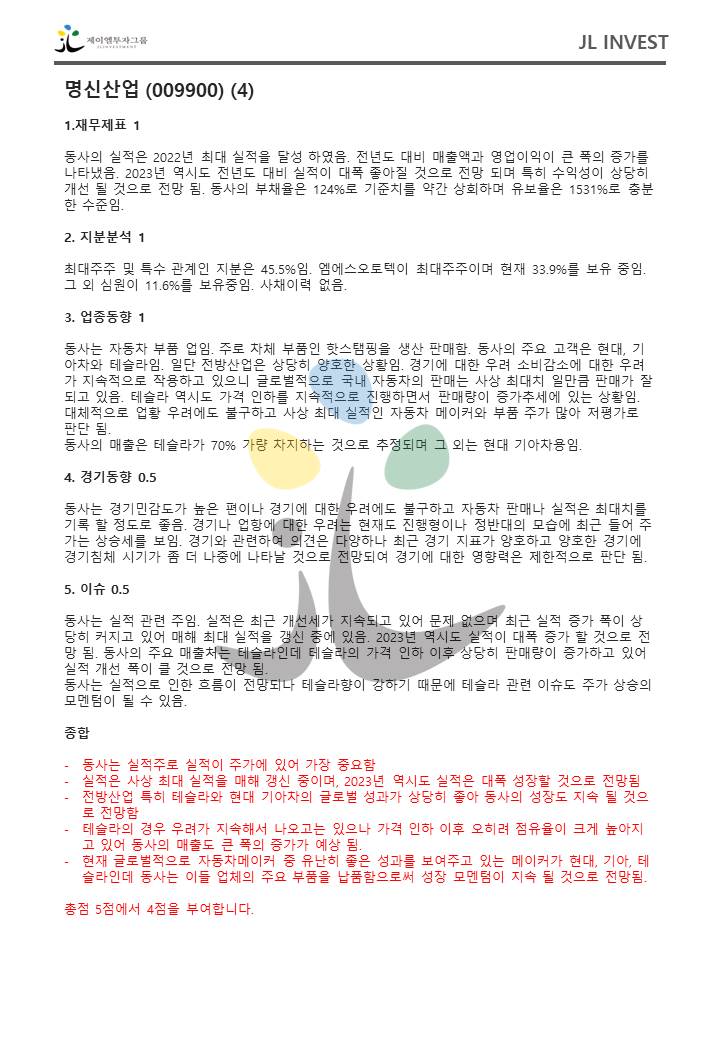 제이엘투자그룹
JL INVESTMENT
JL INVEST
명신산업 (009900) (4)
1.재무제표 1
동사의 실적은 2022년 최대 실적을 달성 하였음. 전년도 대비 매출액과 영업이익이 큰 폭의 증가를
나타냈음. 2023년 역시도 전년도 대비 실적이 대폭 좋아질 것으로 전망 되며 특히 수익성이 상당히
개선 될 것으로 전망 됨. 동사의 부채율은 124%로 기준치를 약간 상회하며 유보율은 1531%로 충분
한 수준임.
2. 지분분석 1
최대주주 및 특수 관계인 지분은 45.5%임. 엠에스오토텍이 최대주주이며 현재 33.9%를 보유 중임.
그 외 심원이 11.6%를 보유중임. 사채이력 없음.
3. 업종동향 1
동사는 자동차 부품 업임. 주로 차체 부품인 핫스탬핑을 생산 판매함. 동사의 주요 고객은 현대, 기
아차와 테슬라임. 일단 전방산업은 상당히 양호한 상황임. 경기에 대한 우려 소비감소에 대한 우려
가 지속적으로 작용하고 있으니 글로벌적으로 국내 자동차의 판매는 사상 최대치 일만큼 판매가 잘
되고 있음. 테슬라 역시도 가격 인하를 지속적으로 진행하면서 판매량이 증가추세에 있는 상황임.
대체적으로 업황 우려에도 불구하고 사상 최대 실적인 자동차 메이커와 부품 주가 많아 저평가로
판단 됨.
동사의 매출은 테슬라가 70% 가량 차지하는 것으로 추정되며 그 외는 현대 기아차용임.
4. 경기동향 0.5
동사는 경기민감도가 높은 편이나 경기에 대한 우려에도 불구하고 자동차 판매나 실적은 최대치를
기록 할 정도로 좋음. 경기나 업항에 대한 우려는 현재도 진행형이나 정반대의 모습에 최근 들어 주
가는 상승세를 보임. 경기와 관련하여 의견은 다양하나 최근 경기 지표가 양호하고 양호한 경기에
경기침체 시기가 좀 더 나중에 나타날 것으로 전망되여 경기에 대한 영향력은 제한적으로 판단 됨.
5. 이슈 0.5
동사는 실적 관련 주임. 실적은 최근 개선세가 지속되고 있어 문제 없으며 최근 실적 증가 폭이 상
당히 커지고 있어 매해 최대 실적을 갱신 중에 있음. 2023년 역시도 실적이 대폭 증가 할 것으로 전
망 됨. 동사의 주요 매출처는 테슬라인데 테슬라의 가격 인하 이후 상당히 판매량이 증가하고 있어
실적 개선 폭이 클 것으로 전망 됨.
동사는 실적으로 인한 흐름이 전망되나 테슬라향이 강하기 때문에 테슬라 관련 이슈도 주가 상승의
모멘텀이 될 수 있음.
종합
- 동사는 실적주로 실적이 주가에 있어 가장 중요함
- 실적은 사상 최대 실적을 매해 갱신 중이며, 2023년 역시도 실적은 대폭 성장할 것으로 전망됨
- 전방산업 특히 테슬라와 현대 기아차의 글로벌 성과가 상당히 좋아 동사의 성장도 지속 될 것으
로 전망함
- 테슬라의 경우 우려가 지속해서 나오고는 있으나 가격 인하 이후 오히려 점유율이 크게 높아지
고 있어 동사의 매출도 큰 폭의 증가가 예상 됨.
- 현재 글로벌적으로 자동차메이커 중 유난히 좋은 성과를 보여주고 있는 메이커가 현대, 기아, 테
슬라인데 동사는 이들 업체의 주요 부품을 납품함으로써 성장 모멘텀이 지속 될 것으로 전망됨.
총점 5점에서 4점을 부여합니다.